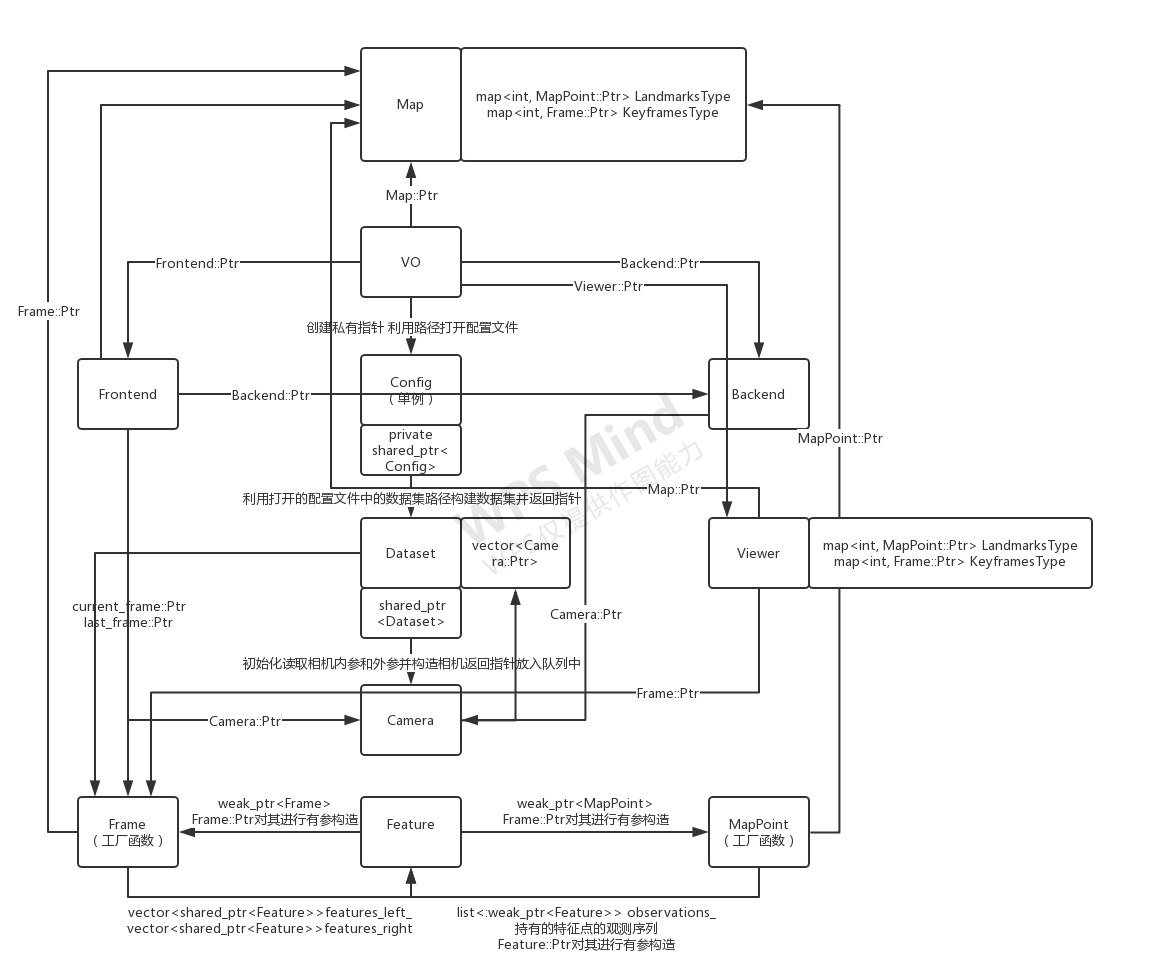 Map
map<int, MapPoint::Ptr> LandmarksType
map<int, Frame::Ptr> KeyframesType
Map::Ptr
VO
Frontend::Ptr
Backend::Ptr
Viewer::Ptr
Frame::Ptr
创建私有指针 利用路径打开配置文件
Frontend
Backend::Ptr
Config
（单例）
Backend
private
shared_ptr<
Config>
MapPoint::Ptr
Map::Ptr
利用打开的配置文件中的数据集路径构建数据集并返回指针
Dataset
vector<Came
ra::Ptr>
Viewer
map<int, MapPoint::Ptr> LandmarksType
map<int, Frame::Ptr> KeyframesType
WPS Mind
WPS仅提供作图能力
current_frame::Ptr
last_frame::Ptr
shared_ptr
<Dataset>
Camera::Ptr
初始化读取相机内参和外参并构造相机返回指针放入队列中
Frame::Ptr
Camera::Ptr
Camera
Frame
（工厂函数）
weak_ptr<Frame>
Frame::Ptr对其进行有参构造
Feature
weak_ptr<MapPoint>
Frame::Ptr对其进行有参构造
MapPoint
（工厂函数）
vector<shared_ptr<Feature>>features_left_
vector<shared_ptr<Feature>>features_right
list<:weak_ptr<Feature>> observations_
持有的特征点的观测序列
Feature::Ptr对其进行有参构造